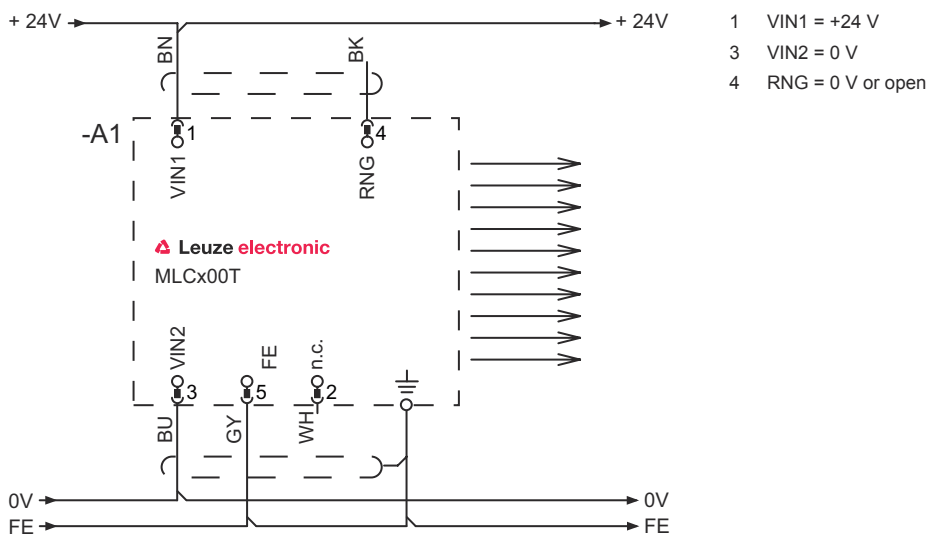 + 24V
+ 24V
1 VIN1 = +24 V
3 VIN2 = 0 V
4 RNG = 0 V or open
BN
BK
-A1
1
4
VIN1
RNG
Leuze electronic
MLCx00T
VIN2
FE
n.c.
3
5
2
BU
GY
WH
0V
0V
FE
FE